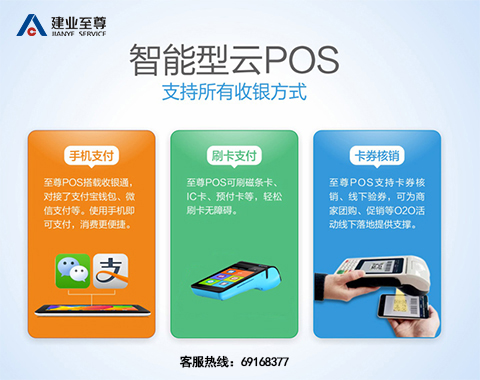 建业至尊
JIANYE SERVICE
智能型云POS
支持所有收银方式
手机支付
至尊POS搭载收银通,
对接了支付宝钱包、微
信支付等。使用手机即
可支付，消费更便捷。
刷卡支付
至尊POS可刷磁条卡、
IC卡、预付卡等，轻松
刷卡无障碍。
卡券核销
至尊POS支持卡券核
销、线下验券，可为商
家团购、促销等O2O活
动线下落地提供支撑。
支
客服热线：69168377